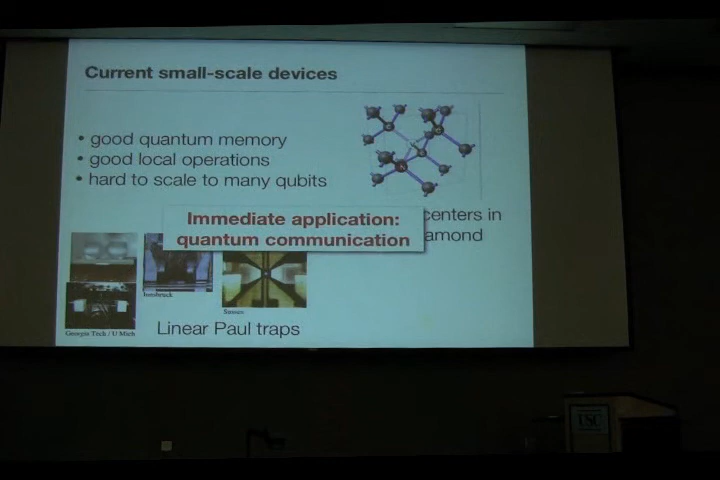 Current small-scale devices
• good quantum memory
• good local operations
• hard to scale to many qubits
Immediate application:
quantum communication
centers in
amond
Innsbruck
Sussex
Georgia Tech / U Mich
Linear Paul traps
USC